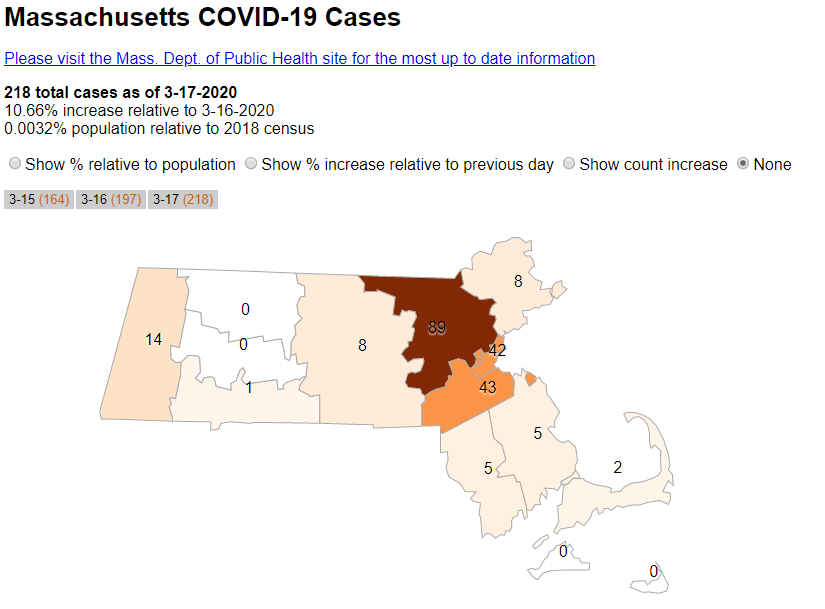 Massachusetts COVID-19 Cases
Please visit the Mass. Dept. of Public Health site for the most up to date information
218 total cases as of 3-17-2020
10.66% increase relative to 3-16-2020
0.0032% population relative to 2018 census
Show % relative to population Show % increase relative to previous day Show count increase None
3-15 (164) 3-16 (197) 3-17 (218)
8
0
89
14
0
8
42
1
43
5
5
2
0
0